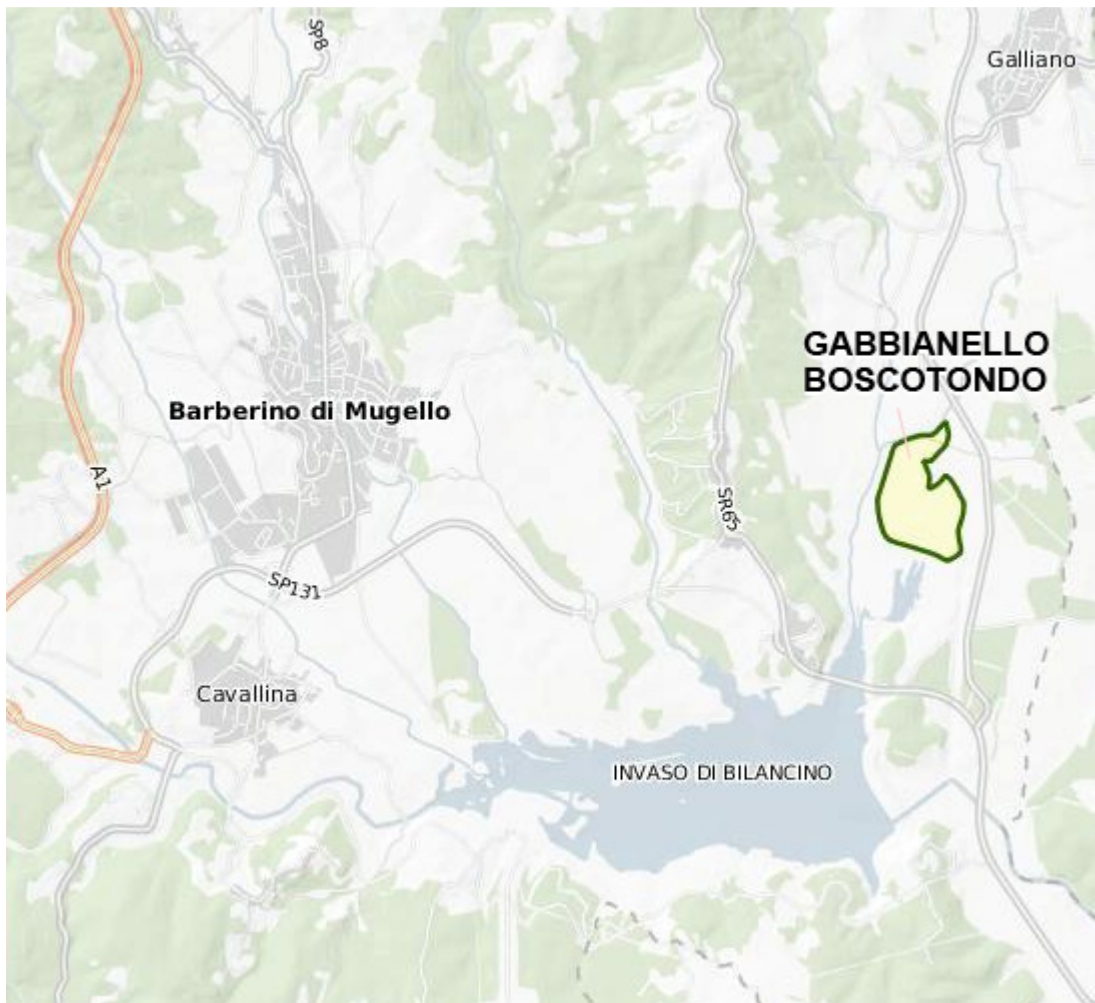 SP8
Galliano
GABBIANELLO
BOSCOTONDO
Barberino di Mugello
A1
SR65
SP131
Cavallina
INVASO DI BILANCINO